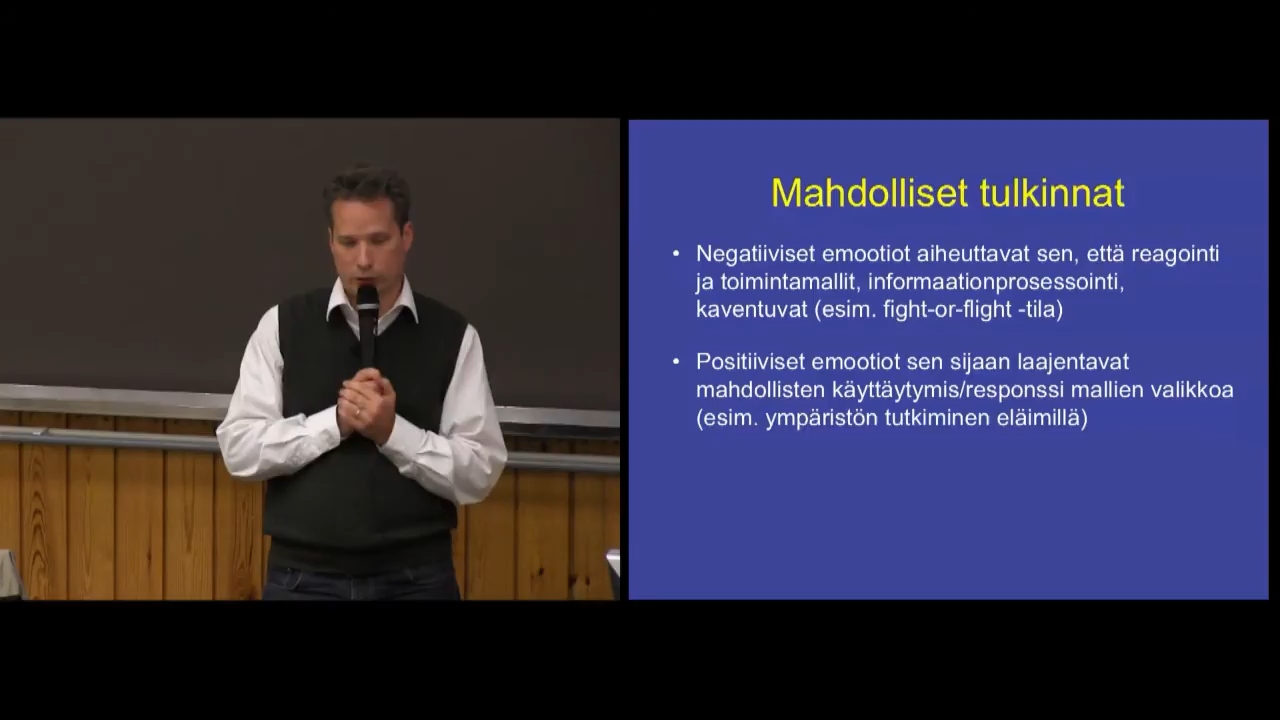 Mahdolliset tulkinnat
• Negatiiviset emootiot aiheuttavat sen, että reagointi
ja toimintamallit, informaationprosessointi,
kaventuvat (esim. fight-or-flight -tila)
• Positiiviset emootiot sen sijaan laajentavat
mahdollisten käyttäytymis/responssi mallien valikkoa
(esim. ympäristön tutkiminen eläimillä)